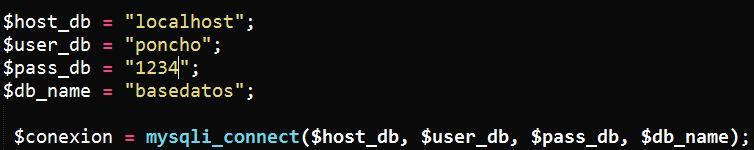 $host_db = "localhost";
$user_db = "poncho";
$pass_db = "1234";
$db_name = "basedatos";
$conexion = mysqli_connect($host_db, $user_db, $pass_db, $db_name);